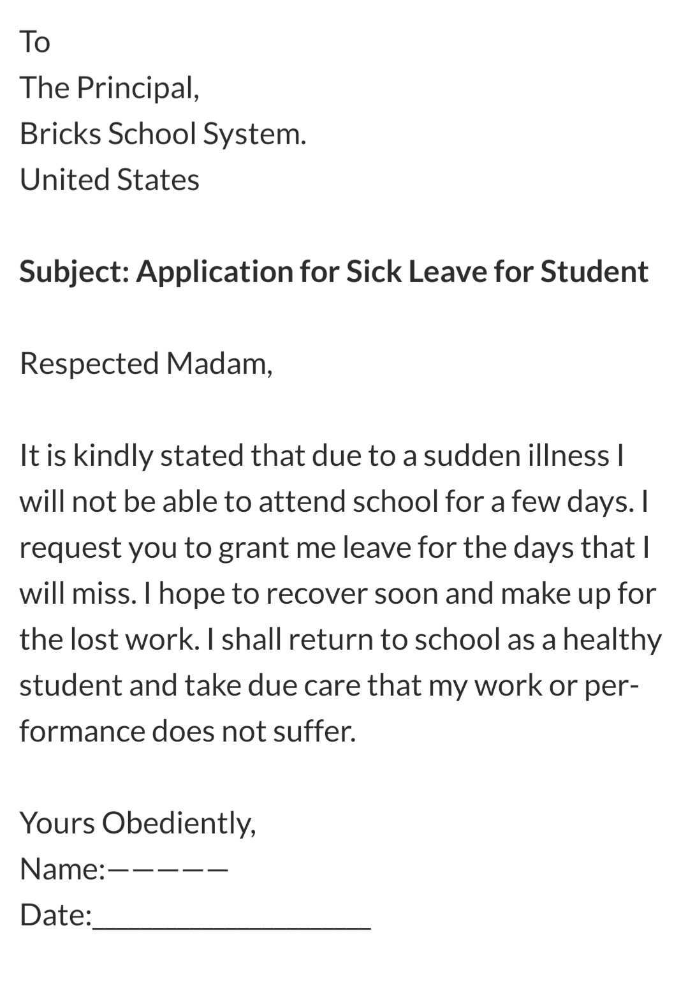 To
The Principal,
Bricks School System.
United States
Subject: Application for Sick Leave for Student
Respected Madam,
It is kindly stated that due to a sudden illness I
will not be able to attend school for a few days. I
request you to grant me leave for the days that I
will miss. I hope to recover soon and make up for
the lost work. I shall return to school as a healthy
student and take due care that my work or per-
formance does not suffer.
Yours Obediently,
Name:—————
Date:_______________________